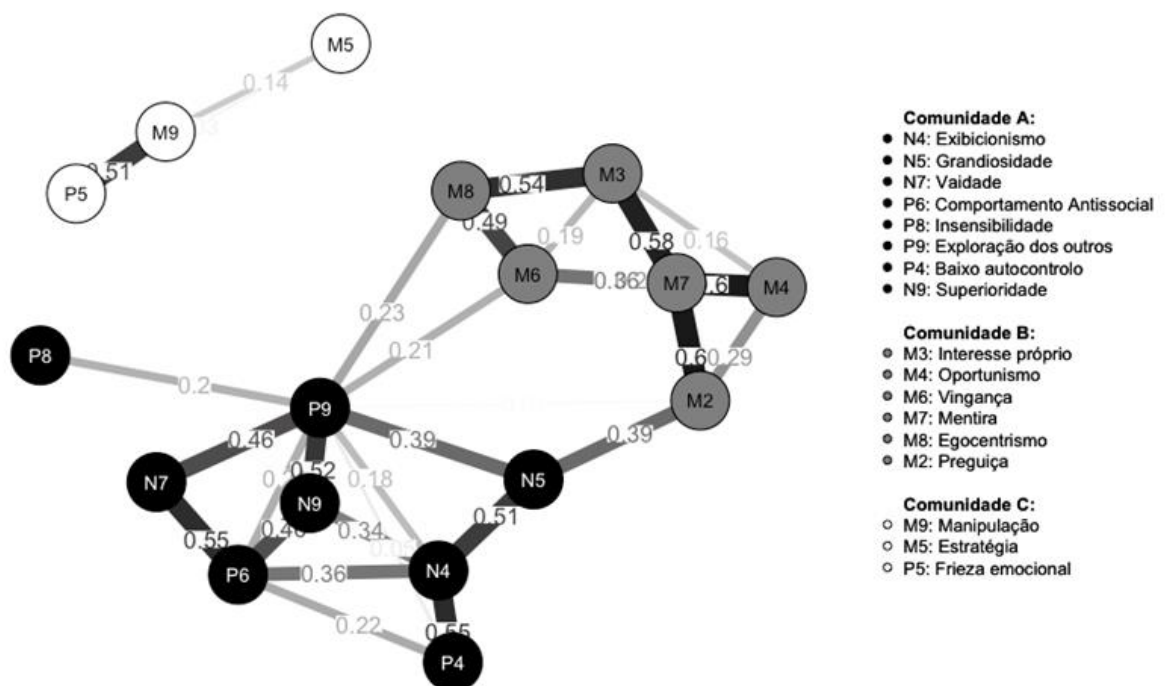 M5
0.14
M9
0.51
P5
M3
M8
0.54
0.49
0.19
0.58
0.16
M6
0.36
M7
0.6
M4
0.23
0.21
0.6
0.29
P8
0.2
M2
P9
0.39
0.46
0.39
0.52
0.18
N7
N5
N9
0.34
0.51
0.55
P6
0.36
N4
0.22
0.55
P4
Comunidade A:
N4: Exibicionismo
N5: Grandiosidade
N7: Vaidade
P6: Comportamento Antissocial
P8: Insensibilidade
P9: Exploração dos outros
P4: Baixo autocontrolo
N9: Superioridade
Comunidade B:
M3: Interesse próprio
M4: Oportunismo
M6: Vingança
M7: Mentira
M8: Egocentrismo
M2: Preguiça
Comunidade C:
M9: Manipulação
M5: Estratégia
P5: Frieza emocional